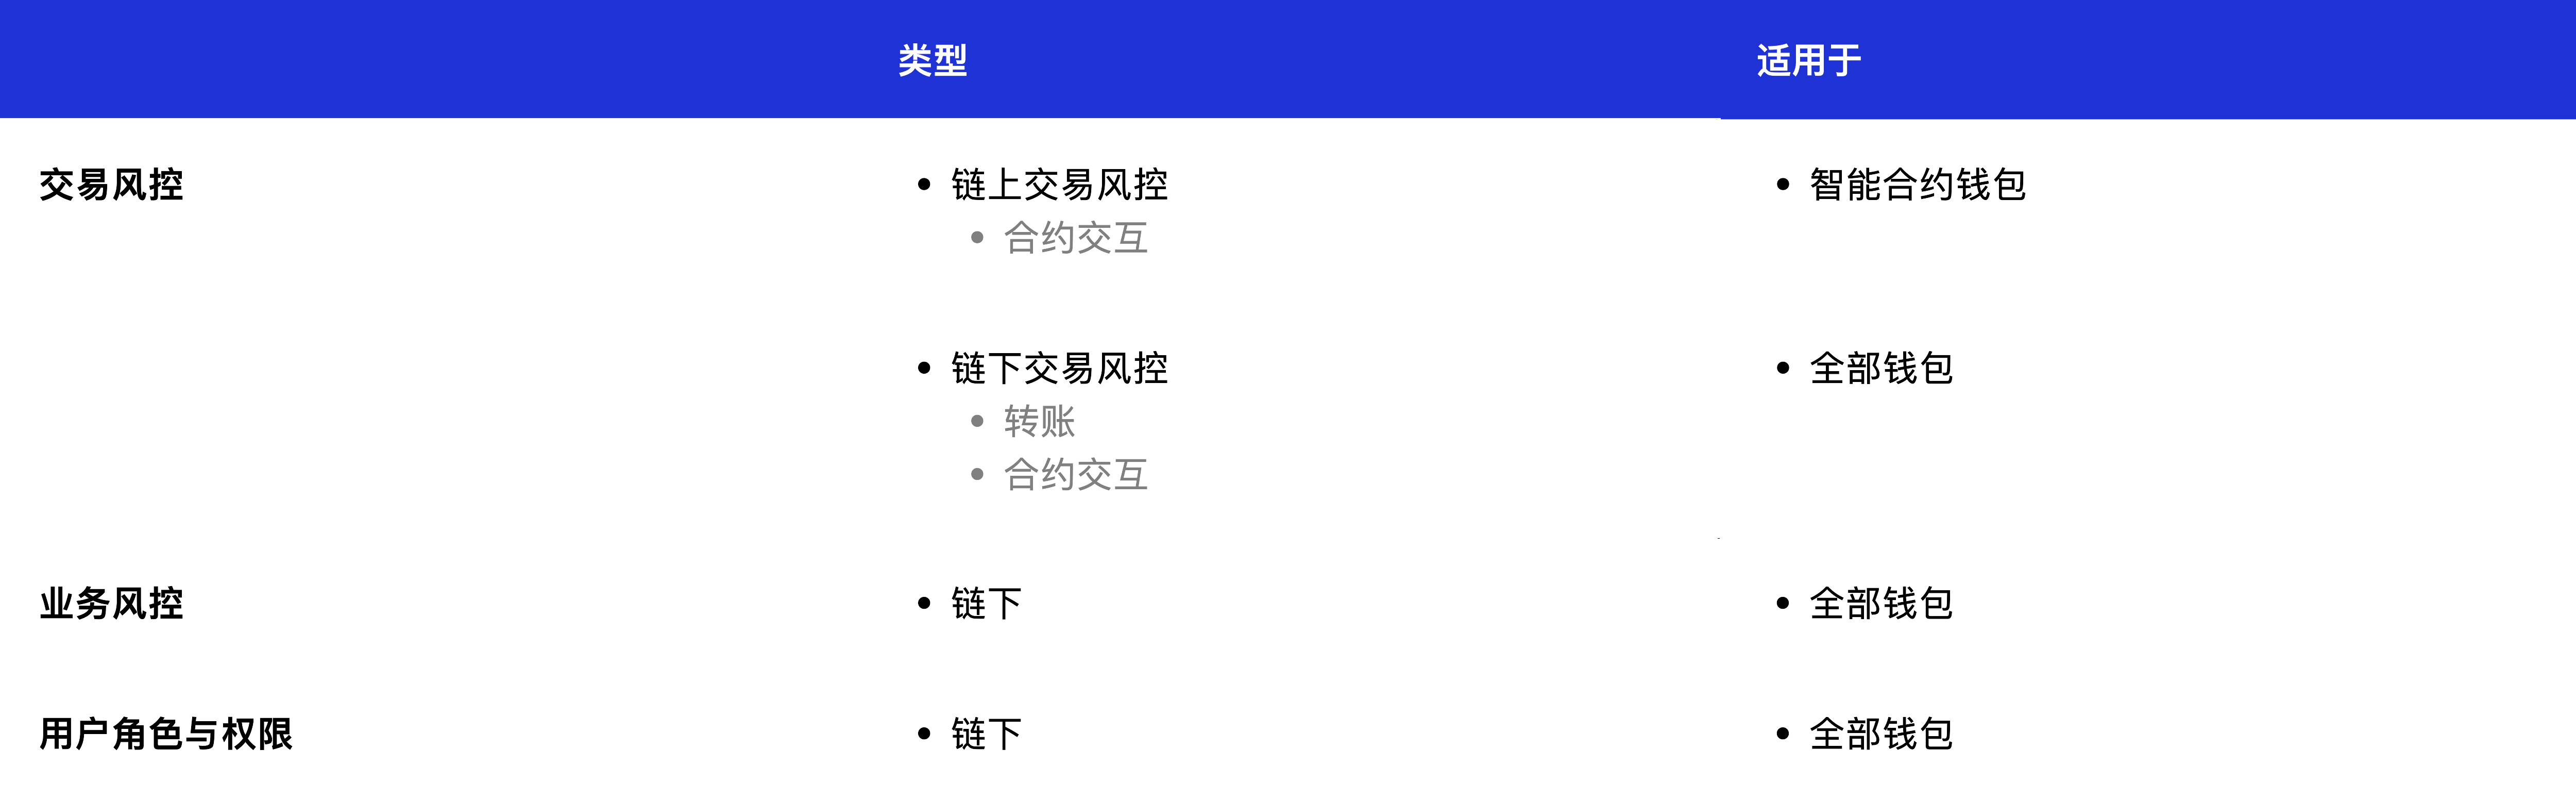 类型 适用于
交易风控 • 链上交易风控 • 智能合约钱包
• 合约交互
• 链下交易风控 • 全部钱包
• 转账
• 合约交互
业务风控 • 链下 • 全部钱包
用户角色与权限 • 链下 • 全部钱包